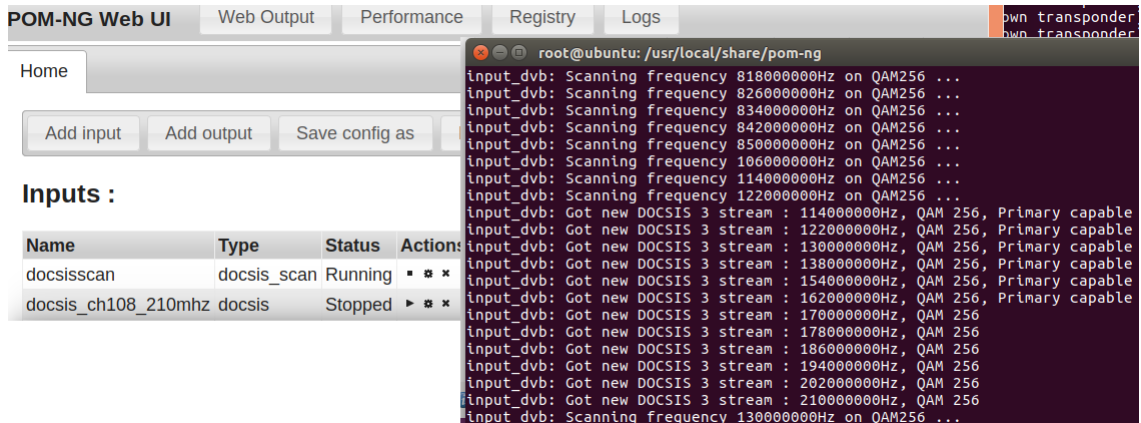 POM-NG Web UI
Web Output
Performance
Registry
Logs
own transponder
own transponder
Home
Add input
Add output
Save config as
Inputs :
Name Type Status Actions
docsisscan docsis_scan Running
docsis_ch108_210mhz docsis Stopped
root@ubuntu: /usr/local/share/pom-ng
input_dvb: Scanning frequency 818000000Hz on QAM256 ...
input_dvb: Scanning frequency 826000000Hz on QAM256 ...
input_dvb: Scanning frequency 834000000Hz on QAM256 ...
input_dvb: Scanning frequency 842000000Hz on QAM256 ...
input_dvb: Scanning frequency 850000000Hz on QAM256 ...
input_dvb: Scanning frequency 106000000Hz on QAM256 ...
input_dvb: Scanning frequency 114000000Hz on QAM256 ...
input_dvb: Scanning frequency 122000000Hz on QAM256 ...
input_dvb: Got new DOCSIS 3 stream : 114000000Hz, QAM 256, Primary capable
input_dvb: Got new DOCSIS 3 stream : 122000000Hz, QAM 256, Primary capable
input_dvb: Got new DOCSIS 3 stream : 130000000Hz, QAM 256, Primary capable
input_dvb: Got new DOCSIS 3 stream : 138000000Hz, QAM 256, Primary capable
input_dvb: Got new DOCSIS 3 stream : 154000000Hz, QAM 256, Primary capable
input_dvb: Got new DOCSIS 3 stream : 162000000Hz, QAM 256, Primary capable
input_dvb: Got new DOCSIS 3 stream : 170000000Hz, QAM 256
input_dvb: Got new DOCSIS 3 stream : 178000000Hz, QAM 256
input_dvb: Got new DOCSIS 3 stream : 186000000Hz, QAM 256
input_dvb: Got new DOCSIS 3 stream : 194000000Hz, QAM 256
input_dvb: Got new DOCSIS 3 stream : 202000000Hz, QAM 256
input_dvb: Got new DOCSIS 3 stream : 210000000Hz, QAM 256
input_dvb: Scanning frequency 130000000Hz on QAM256 ...